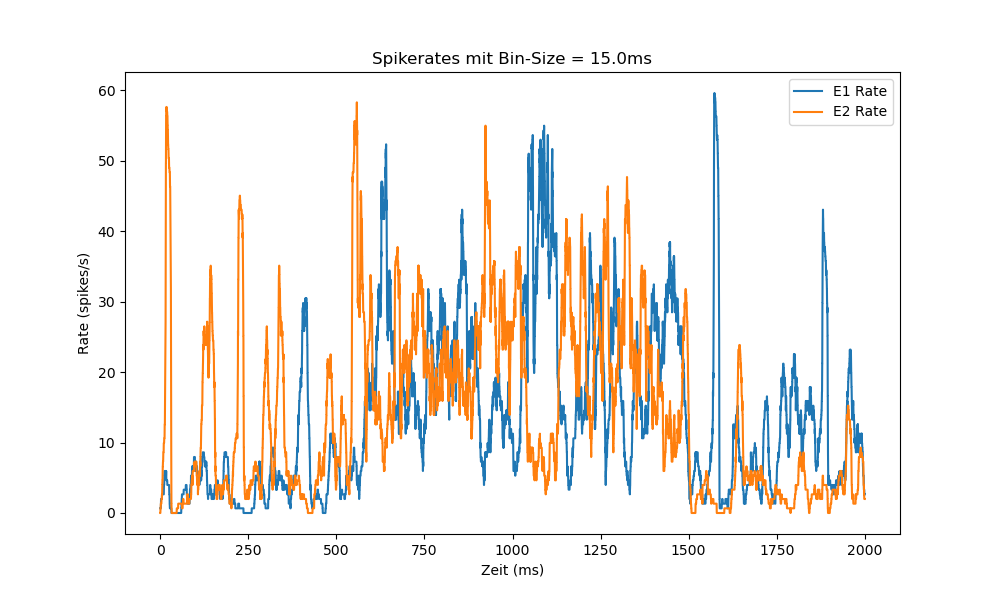 Spikerates mit Bin-Size = 15.0ms
E1 Rate
E2 Rate
60
50
40
30
20
10
0
Rate (spikes/s)
0 250 500 750 1000 1250 1500 1750 2000
Zeit (ms)